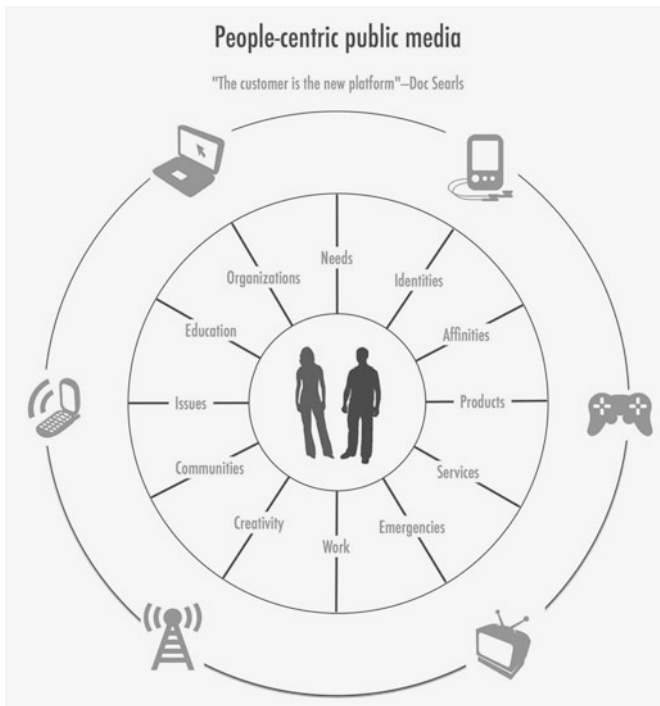 People-centric public media
"The customer is the new platform"–Doc Searls
Needs
Identities
Affinities
Products
Services
Emergencies
Work
Creativity
Communities
Issues
Education
Organizations